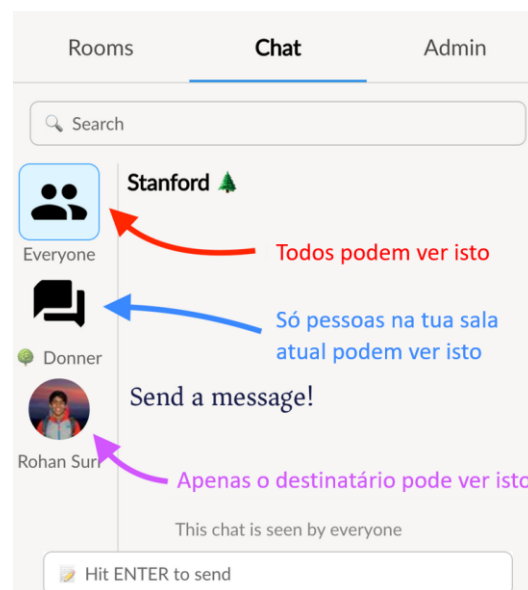 Rooms Chat Admin
🔍 Search
Stanford 🌲
Everyone
Todos podem ver isto
Só pessoas na tua sala
atual podem ver isto
🌳 Donner
Send a message!
Rohan Surí
Apenas o destinatário pode ver isto
This chat is seen by everyone
📝 Hit ENTER to send